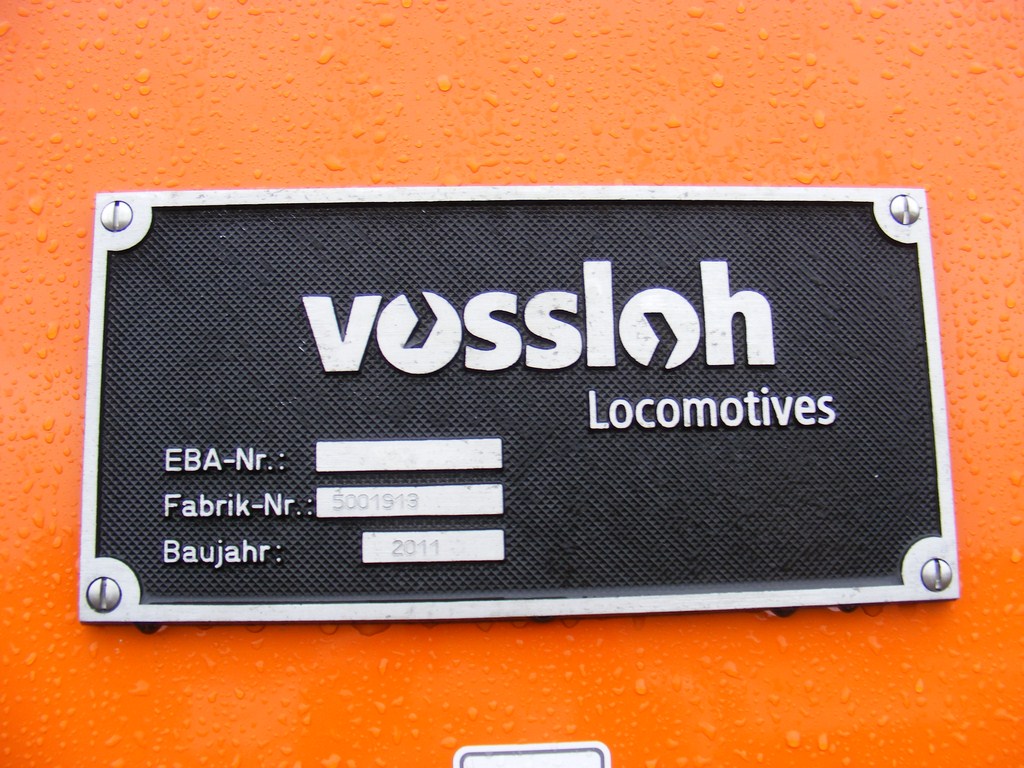 vossloh
Locomotives
EBA-Nr.:
Fabrik-Nr.: 5001913
Baujahr: 2011